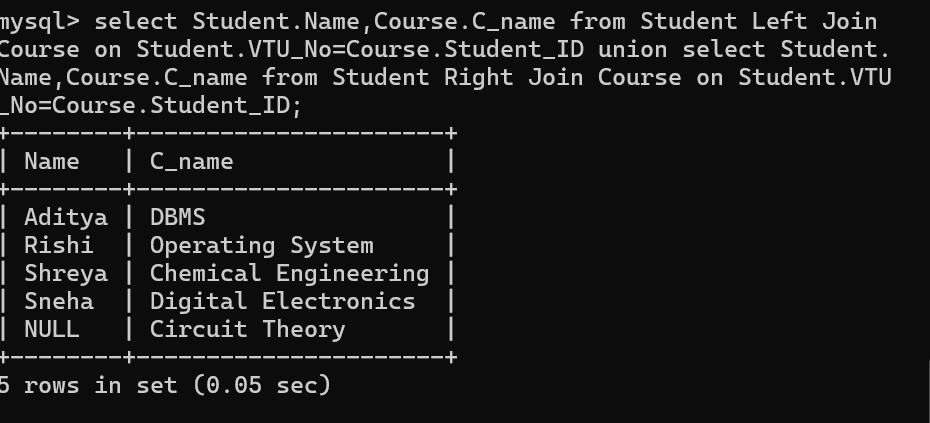 mysql> select Student.Name,Course.C_name from Student Left Join
Course on Student.VTU_No=Course.Student_ID union select Student.
Name,Course.C_name from Student Right Join Course on Student.VTU
_No=Course.Student_ID;
+--------+----------------------+
| Name   | C_name               |
+--------+----------------------+
| Aditya | DBMS                 |
| Rishi  | Operating System     |
| Shreya | Chemical Engineering |
| Sneha  | Digital Electronics  |
| NULL   | Circuit Theory       |
+--------+----------------------+
5 rows in set (0.05 sec)